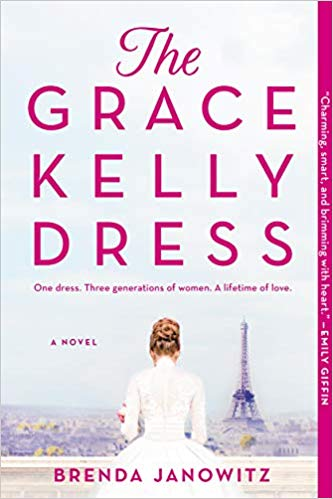 The
GRACE
KELLY
DRESS
One dress. Three generations of women. A lifetime of love.
A NOVEL
BRENDA JANOWITZ
"Charming, smart, and brimming with heart." —EMILY GIFFIN